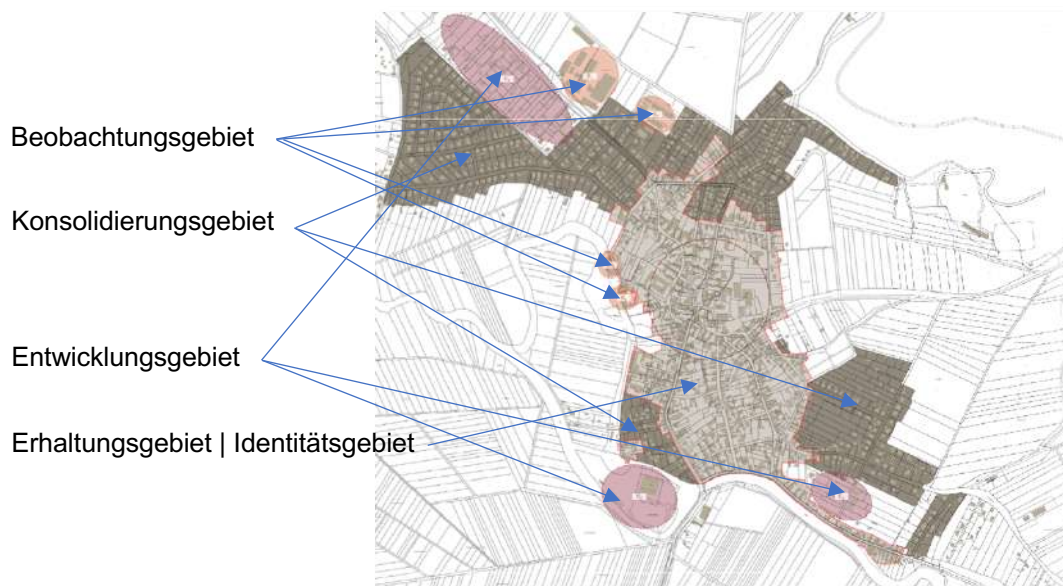 Beobachtungsgebiet
Konsolidierungsgebiet
Entwicklungsgebiet
Erhaltungsgebiet | Identitätsgebiet